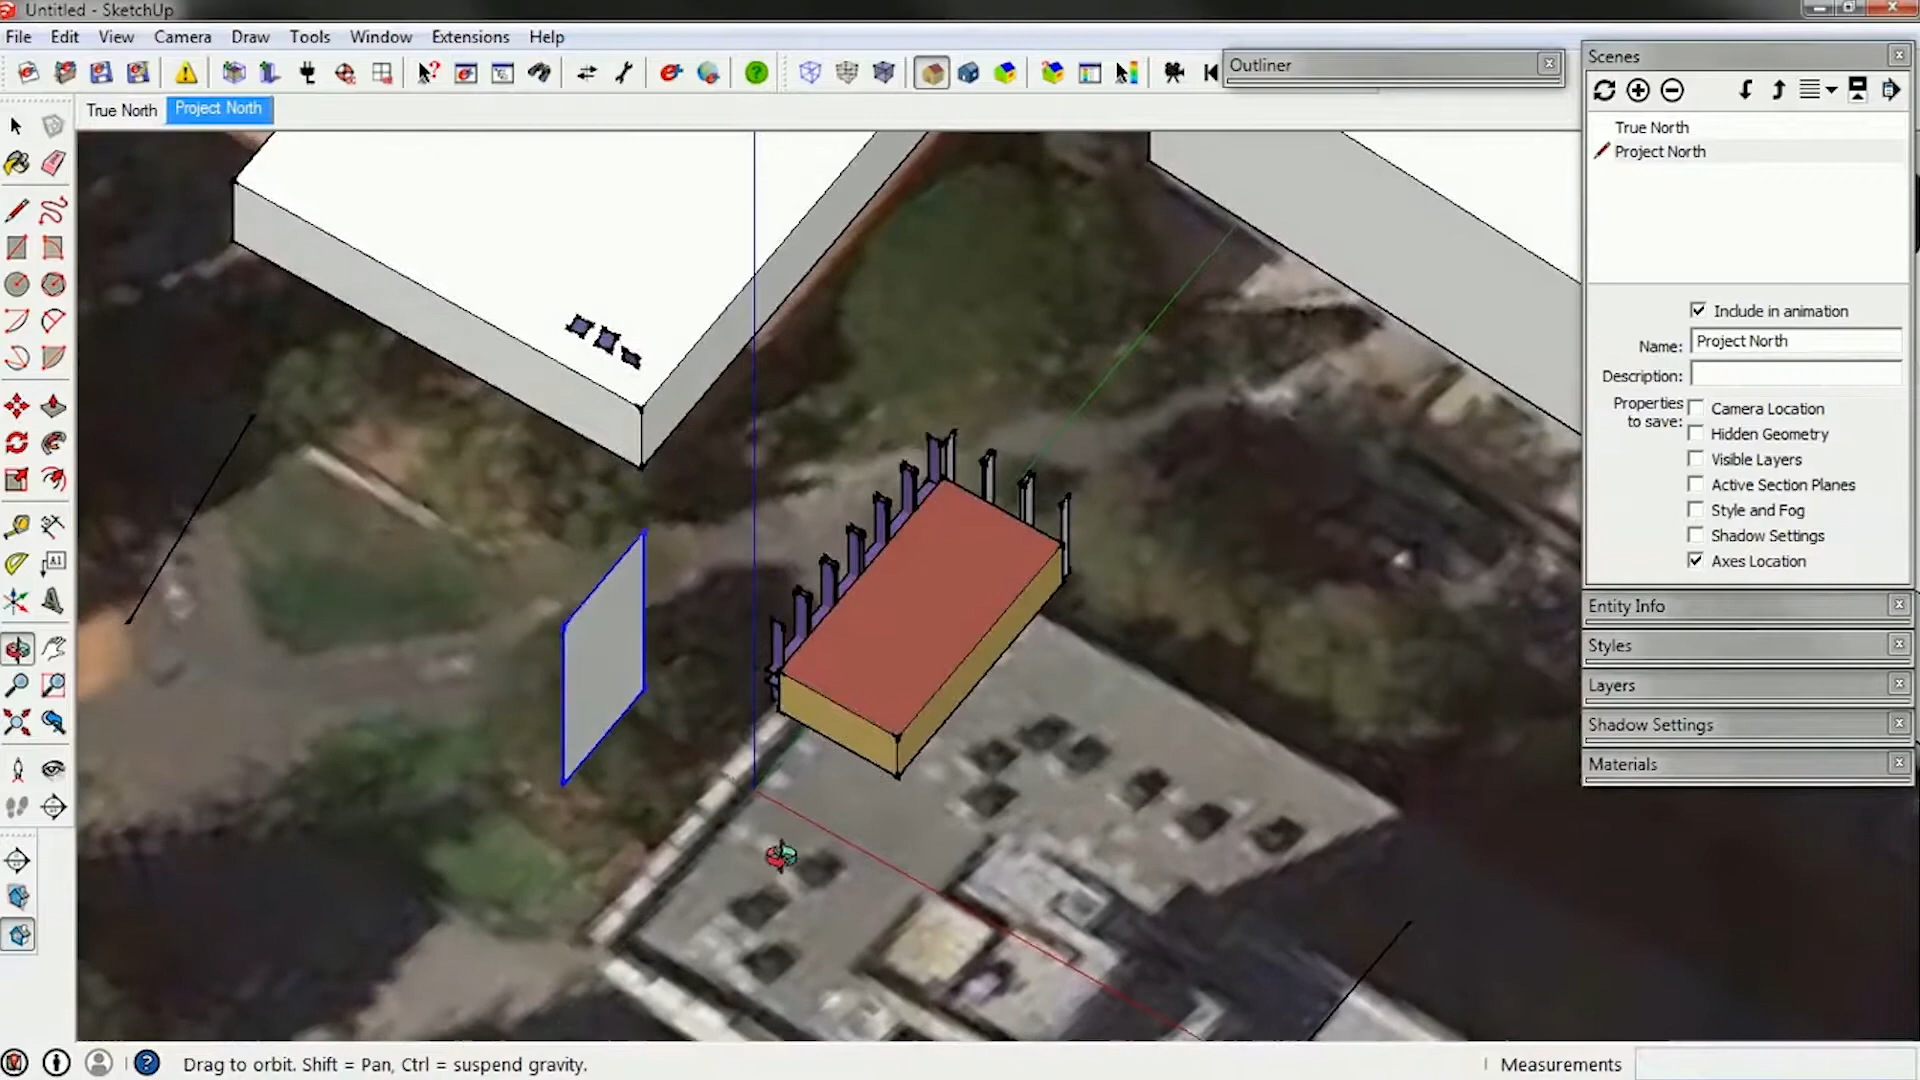 Untitled - SketchUp
File Edit View Camera Draw Tools Window Extensions Help
Outliner
True North Project North
A1
Scenes
True North
Project North
Include in animation
Name: Project North
Description:
Properties to save:
Camera Location
Hidden Geometry
Visible Layers
Active Section Planes
Style and Fog
Shadow Settings
Axes Location
Entity Info
Styles
Layers
Shadow Settings
Materials
Drag to orbit. Shift = Pan, Ctrl = suspend gravity.
Measurements